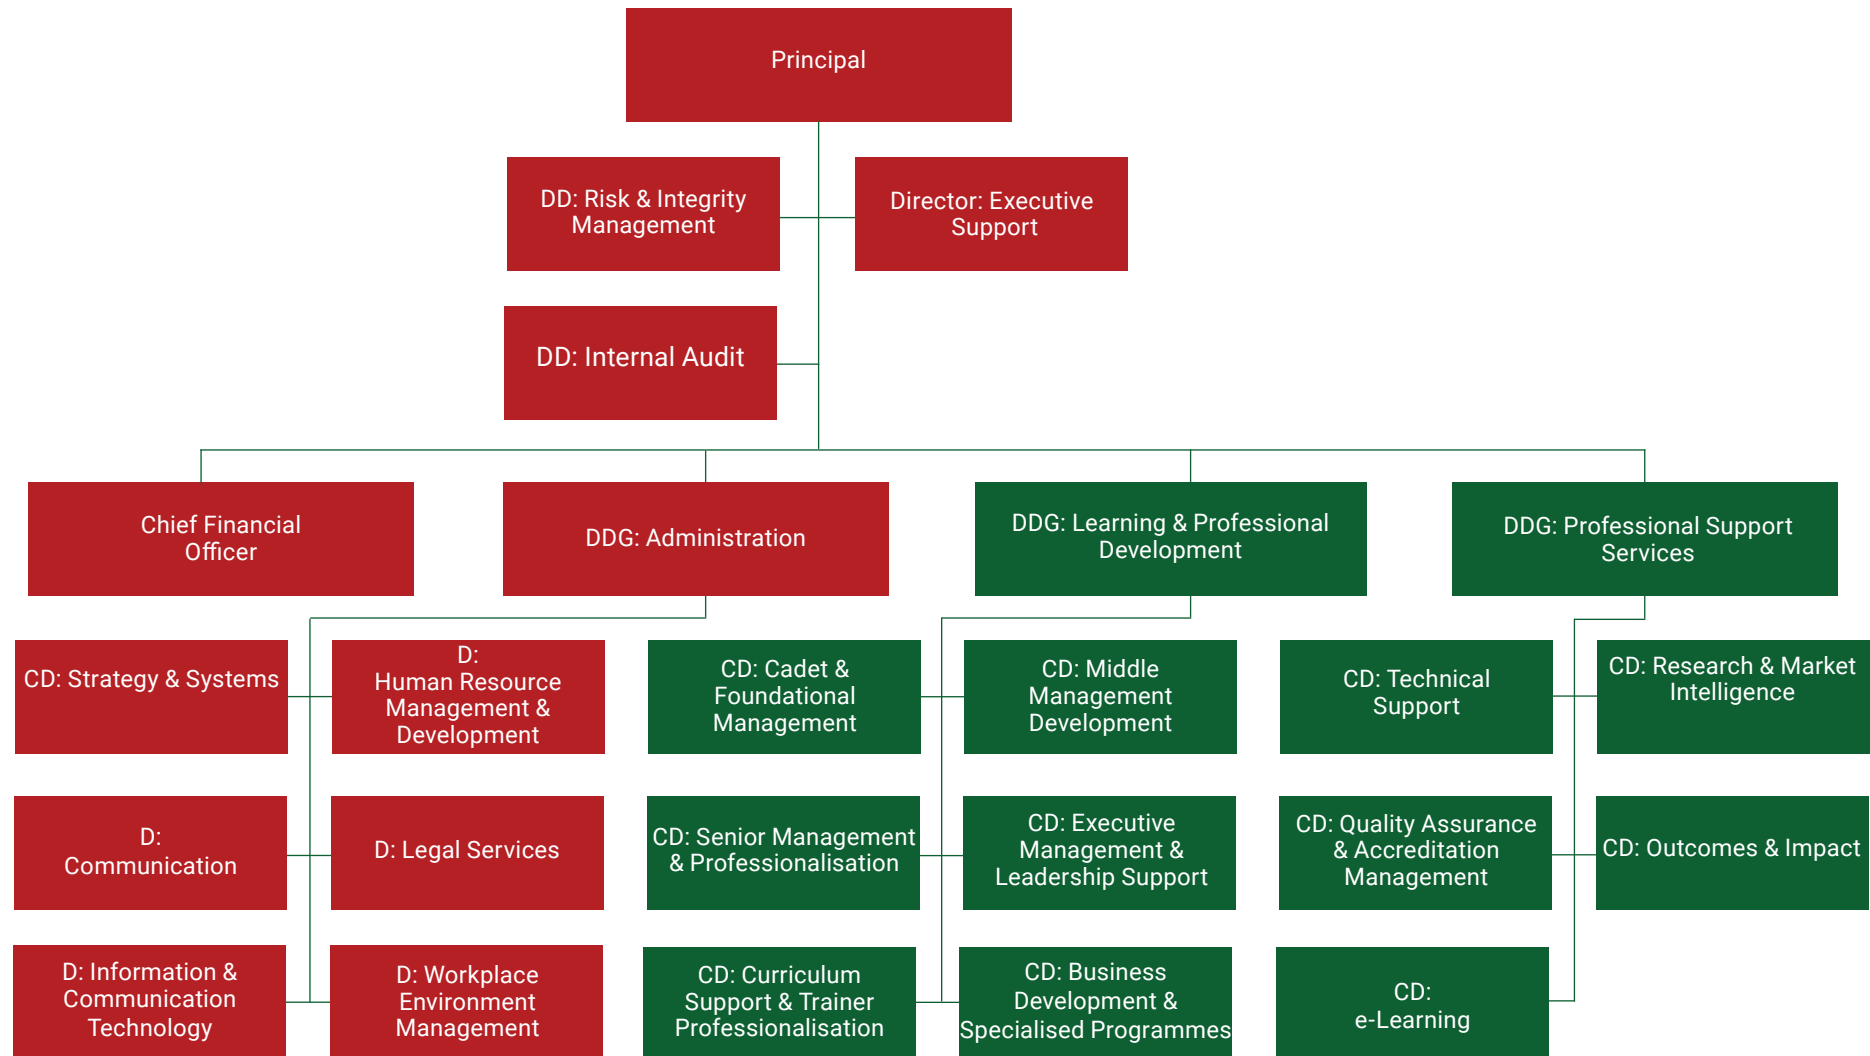 Principal
DD: Risk & Integrity
Management
Director: Executive
Support
DD: Internal Audit
Chief Financial
Officer
DDG: Administration
DDG: Learning & Professional
Development
DDG: Professional Support
Services
CD: Strategy & Systems
D:
Human Resource
Management &
Development
CD: Cadet &
Foundational
Management
CD: Middle
Management
Development
CD: Technical
Support
CD: Research & Market
Intelligence
D:
Communication
D: Legal Services
CD: Senior Management
& Professionalisation
CD: Executive
Management &
Leadership Support
CD: Quality Assurance
& Accreditation
Management
CD: Outcomes & Impact
D: Information &
Communication
Technology
D: Workplace
Environment
Management
CD: Curriculum
Support & Trainer
Professionalisation
CD: Business
Development &
Specialised Programmes
CD:
e-Learning